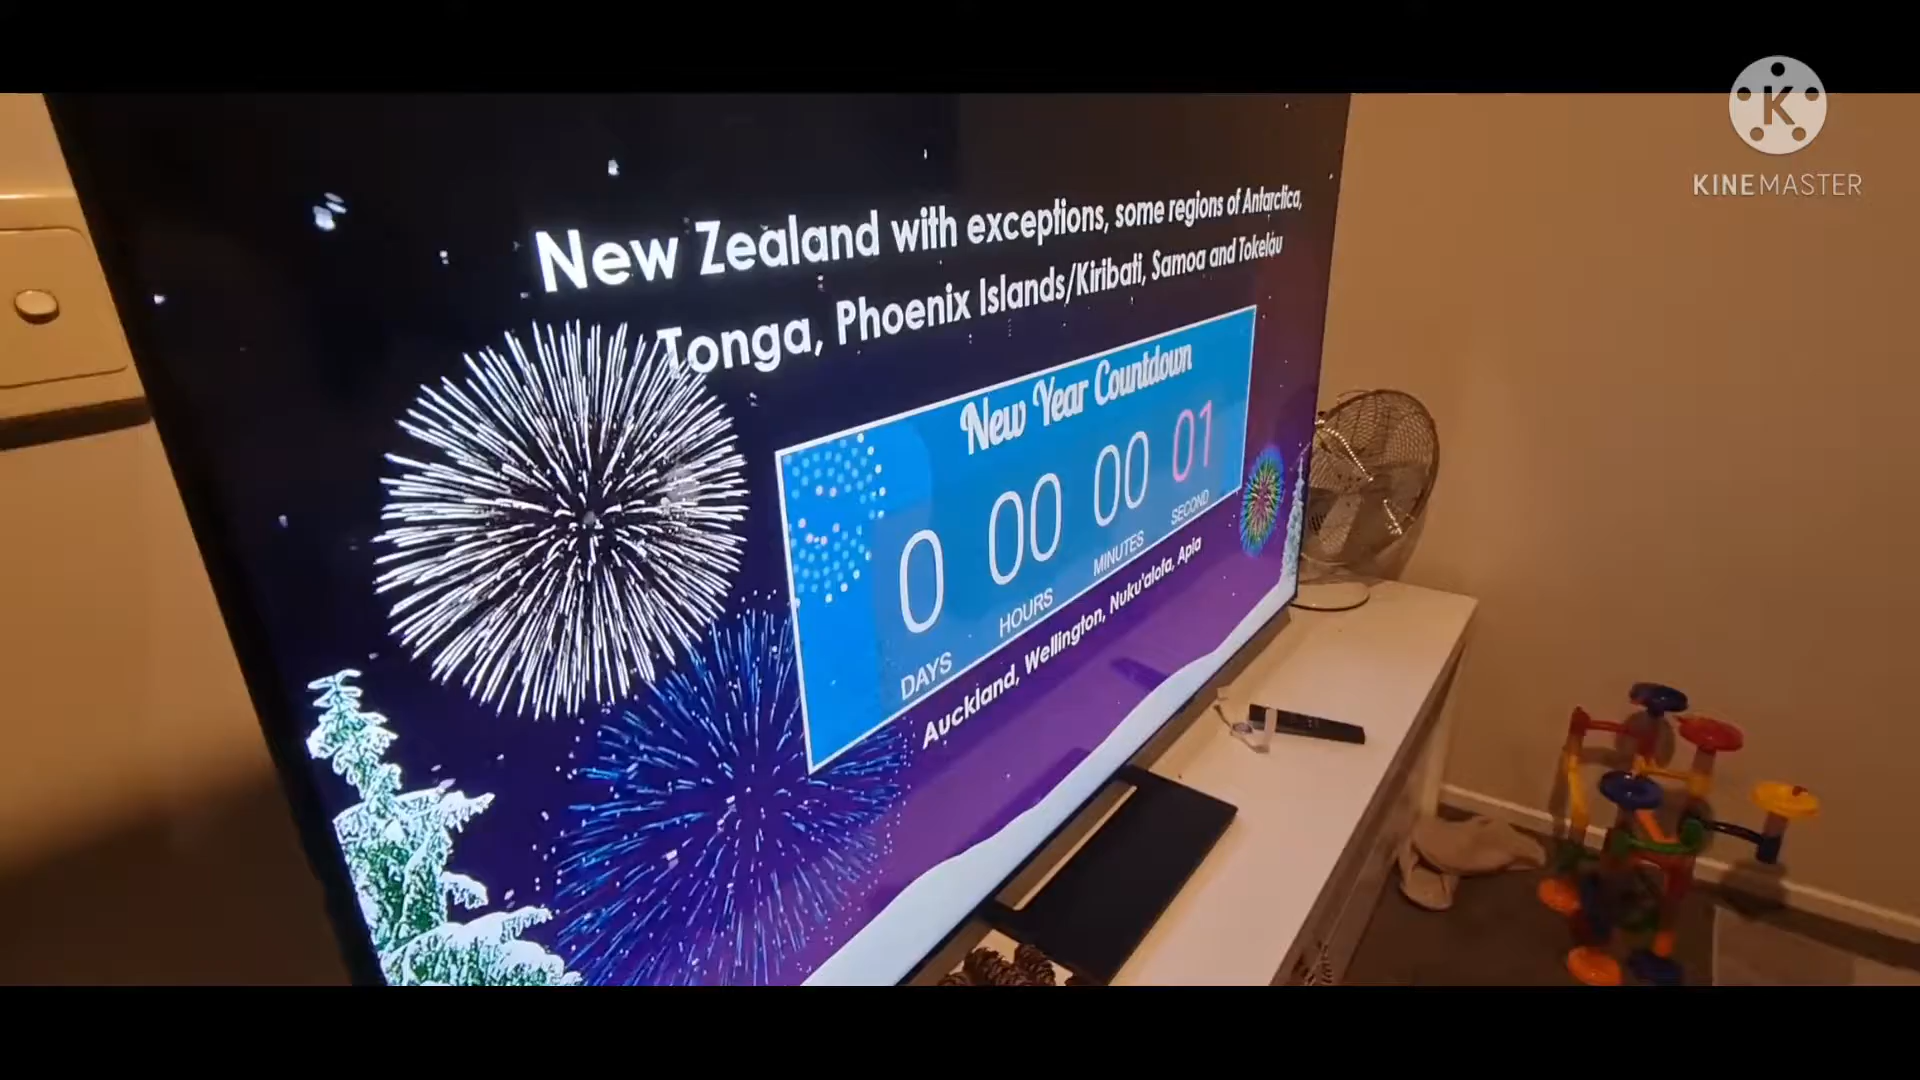 K
KINEMASTER
New Zealand with exceptions, some regions of Antarctica,
Tonga, Phoenix Islands/Kiribati, Samoa and Tokelau
New Year Countdown
0 00 00 01
DAYS HOURS MINUTES SECOND
Auckland, Wellington, Nuku'alofa, Apia